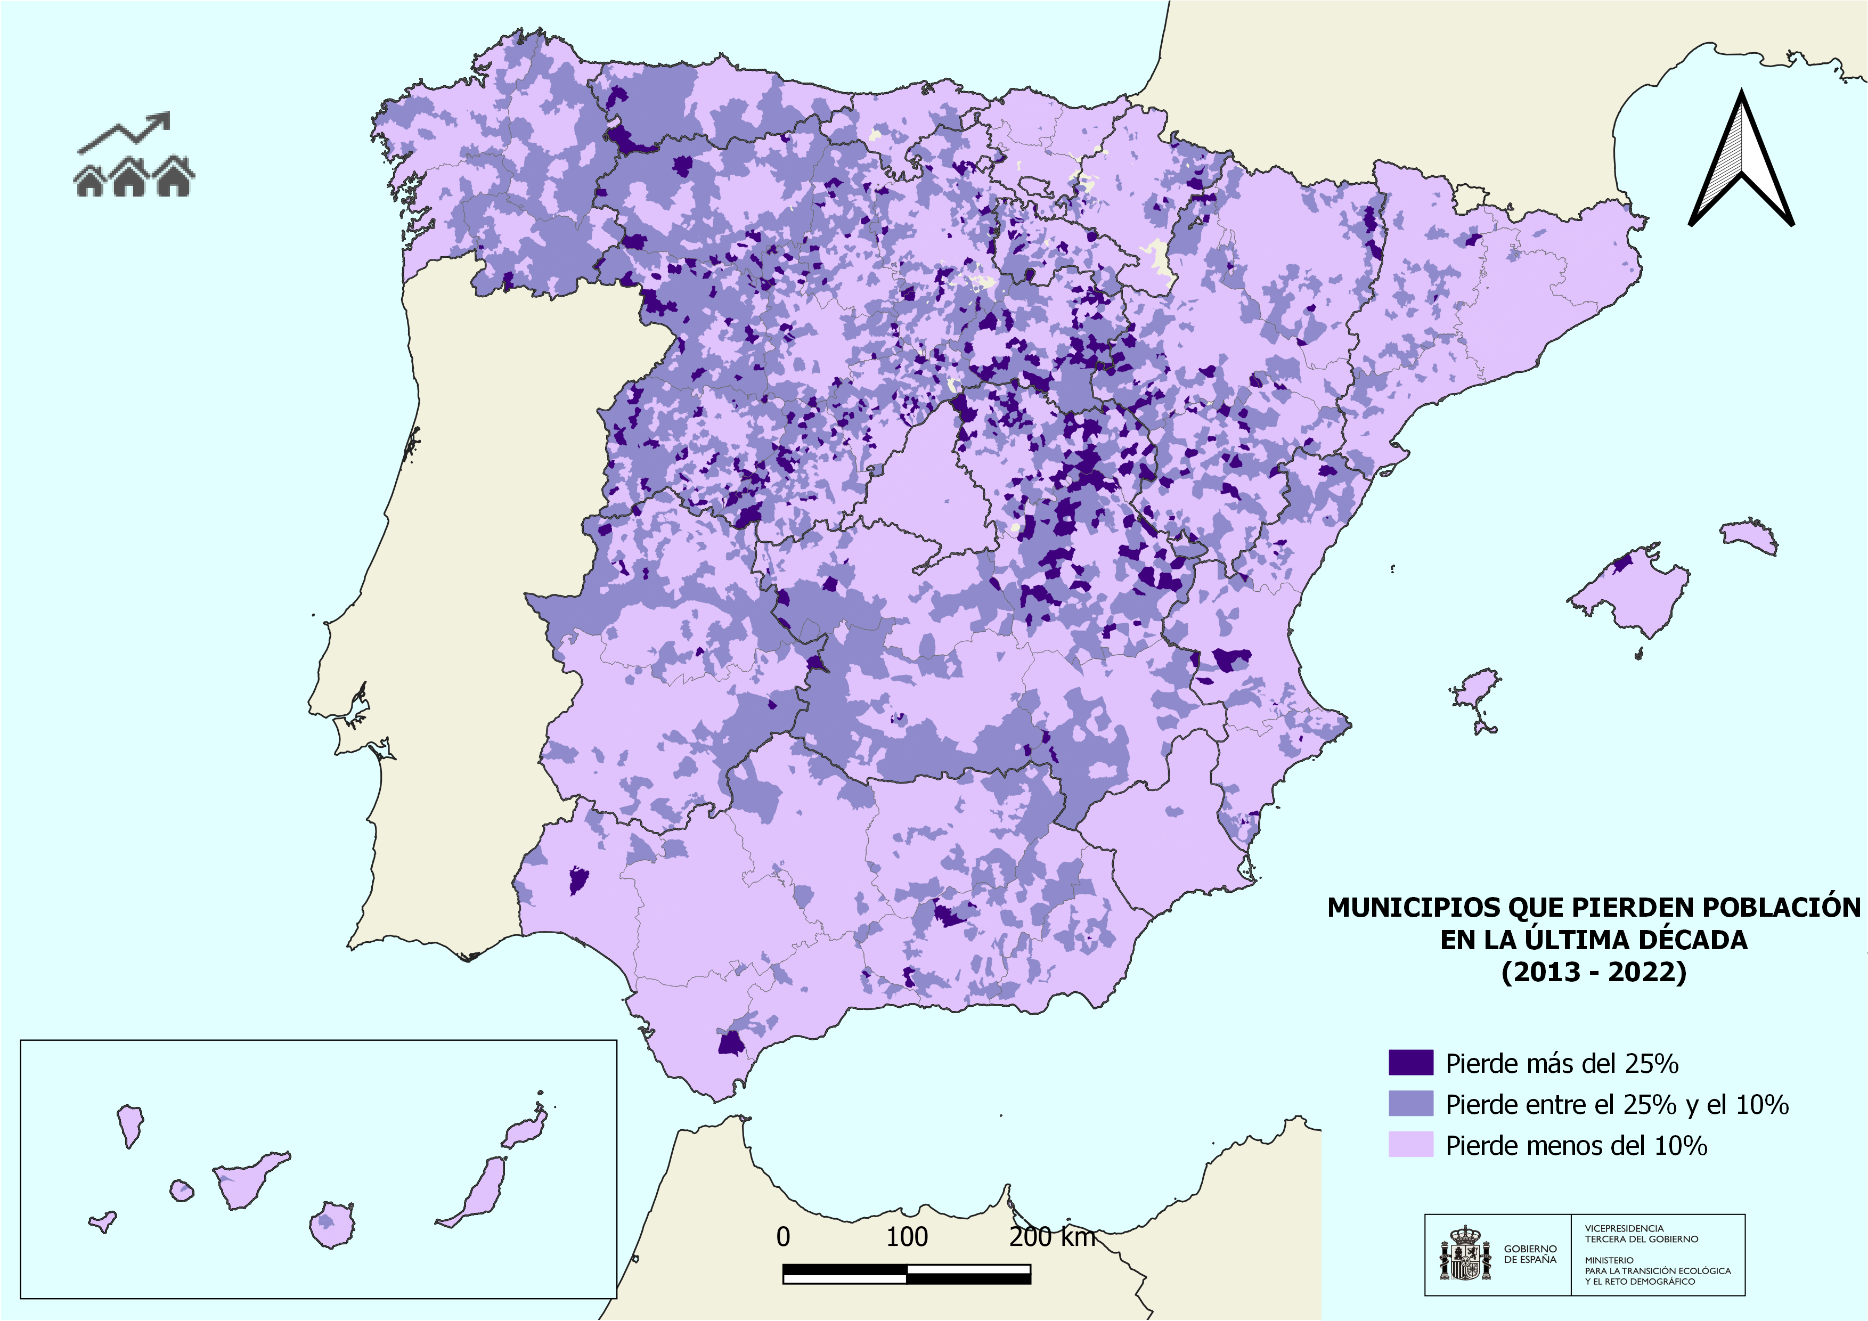 MUNICIPIOS QUE PIERDEN POBLACIÓN
EN LA ÚLTIMA DÉCADA
(2013 - 2022)
Pierde más del 25%
Pierde entre el 25% y el 10%
Pierde menos del 10%
0 100 200 km
GOBIERNO
DE ESPAÑA
VICEPRESIDENCIA
TERCERA DEL GOBIERNO
MINISTERIO
PARA LA TRANSICIÓN ECOLÓGICA
Y EL RETO DEMOGRÁFICO